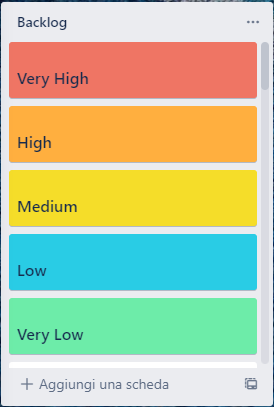 Backlog
Very High
High
Medium
Low
Very Low
Aggiungi una scheda